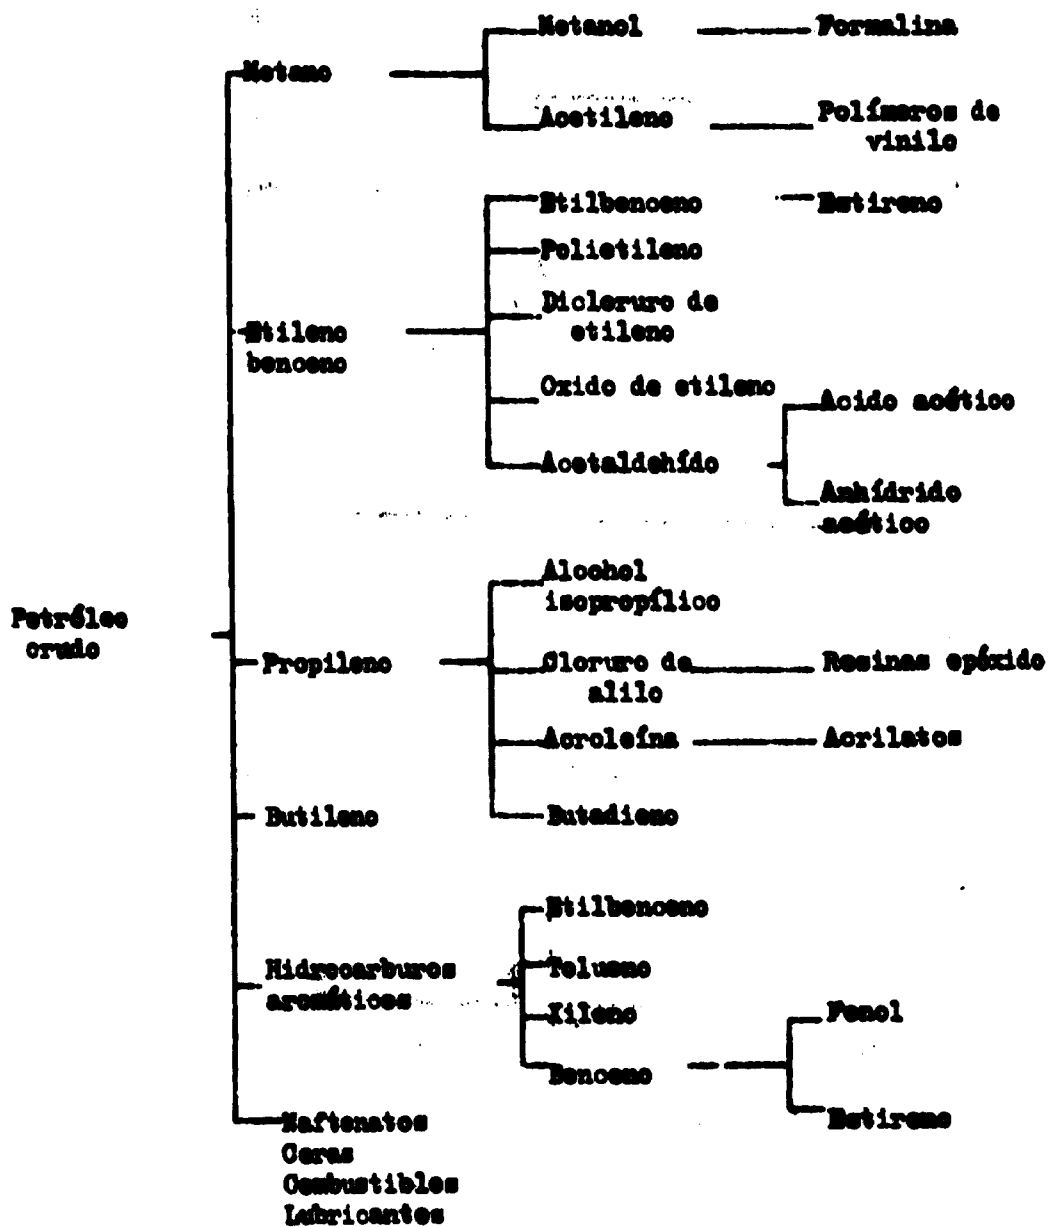 Metanol
Formalina
Metano
Acetileno
Polímeros de
vinilo
Etilbenceno
Estireno
Polietileno
Dicloruro de
etileno
Etileno
benceno
Oxido de etileno
Acido acético
Acetaldehído
Anhídrido
acético
Alcohol
isopropílico
Petróleo
crudo
Propileno
Cloruro de
alilo
Resinas epóxido
Acroleína
Acrilatos
Butileno
Butadieno
Etilbenceno
Hidrocarburos
aromáticos
Tolueno
Xileno
Fenol
Benceno
Estireno
Naftenatos
Ceras
Combustibles
Lubricantes